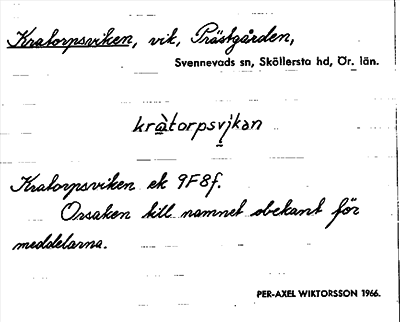 Kratorpsviken, vik, Prästgården,
Svennevads sn, Sköllersta hd, Ör. län.
kràtorpsvikan
Kratorpsviken ek 9F8f.
Orsaken till namnet obekant för
meddelarna.
PER-AXEL WIKTORSSON 1966.